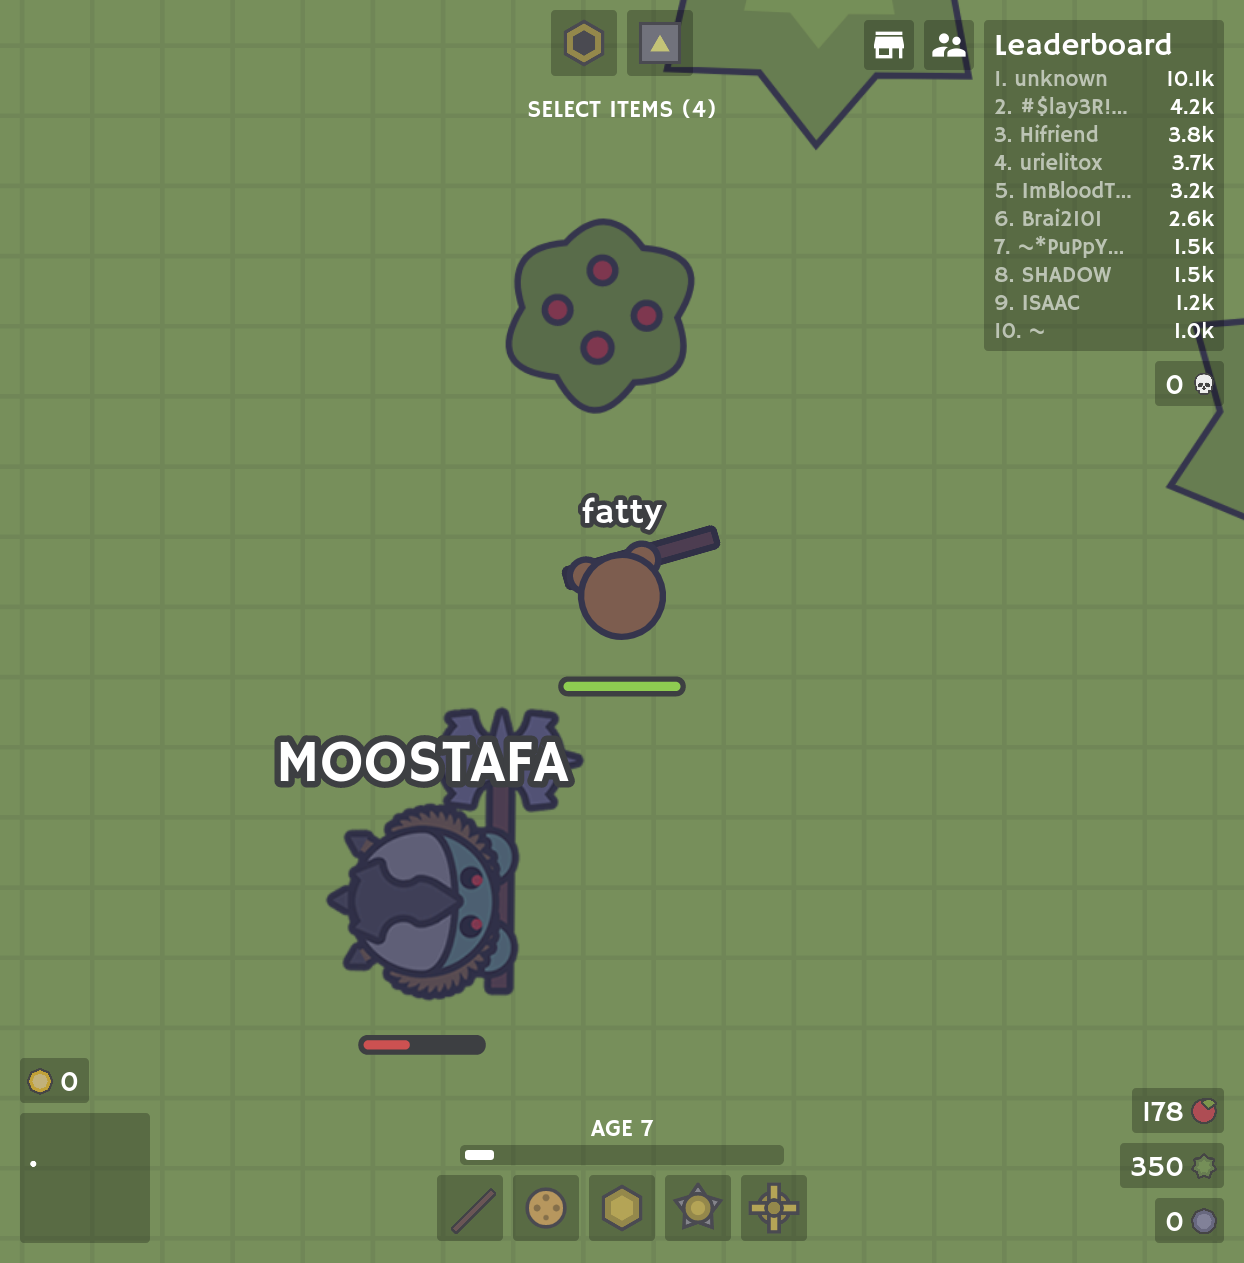 SELECT ITEMS (4)
Leaderboard
1. unknown 10.1k
2. #$lay3R!... 4.2k
3. Hifriend 3.8k
4. urielitox 3.7k
5. ImBloodT... 3.2k
6. Brai2101 2.6k
7. ~*PuPpY... 1.5k
8. SHADOW 1.5k
9. ISAAC 1.2k
10. ~ 1.0k
0
fatty
MOOSTAFA
0
AGE 7
178
350
0